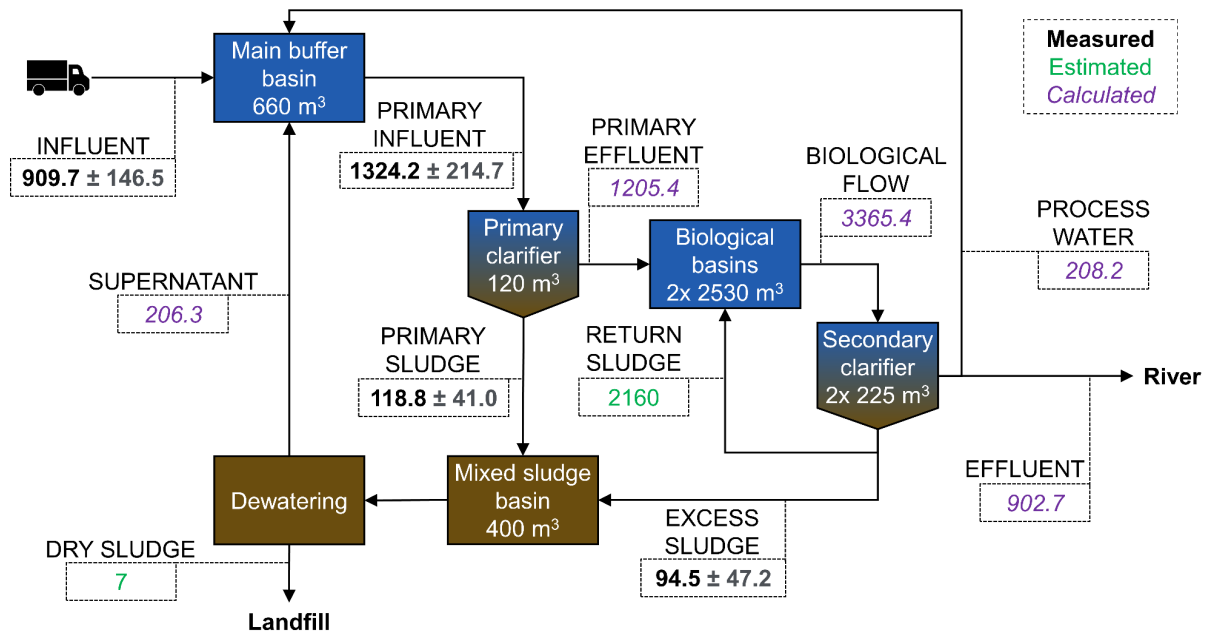 Main buffer
basin
660 m³
Measured
Estimated
Calculated
INFLUENT
909.7 ± 146.5
PRIMARY
INFLUENT
1324.2 ± 214.7
PRIMARY
EFFLUENT
1205.4
BIOLOGICAL
FLOW
3365.4
PROCESS
WATER
208.2
Primary
clarifier
120 m³
Biological
basins
2x 2530 m³
SUPERNATANT
206.3
PRIMARY
SLUDGE
118.8 ± 41.0
RETURN
SLUDGE
2160
Secondary
clarifier
2x 225 m³
River
Dewatering
Mixed sludge
basin
400 m³
EFFLUENT
902.7
EXCESS
SLUDGE
94.5 ± 47.2
DRY SLUDGE
7
Landfill